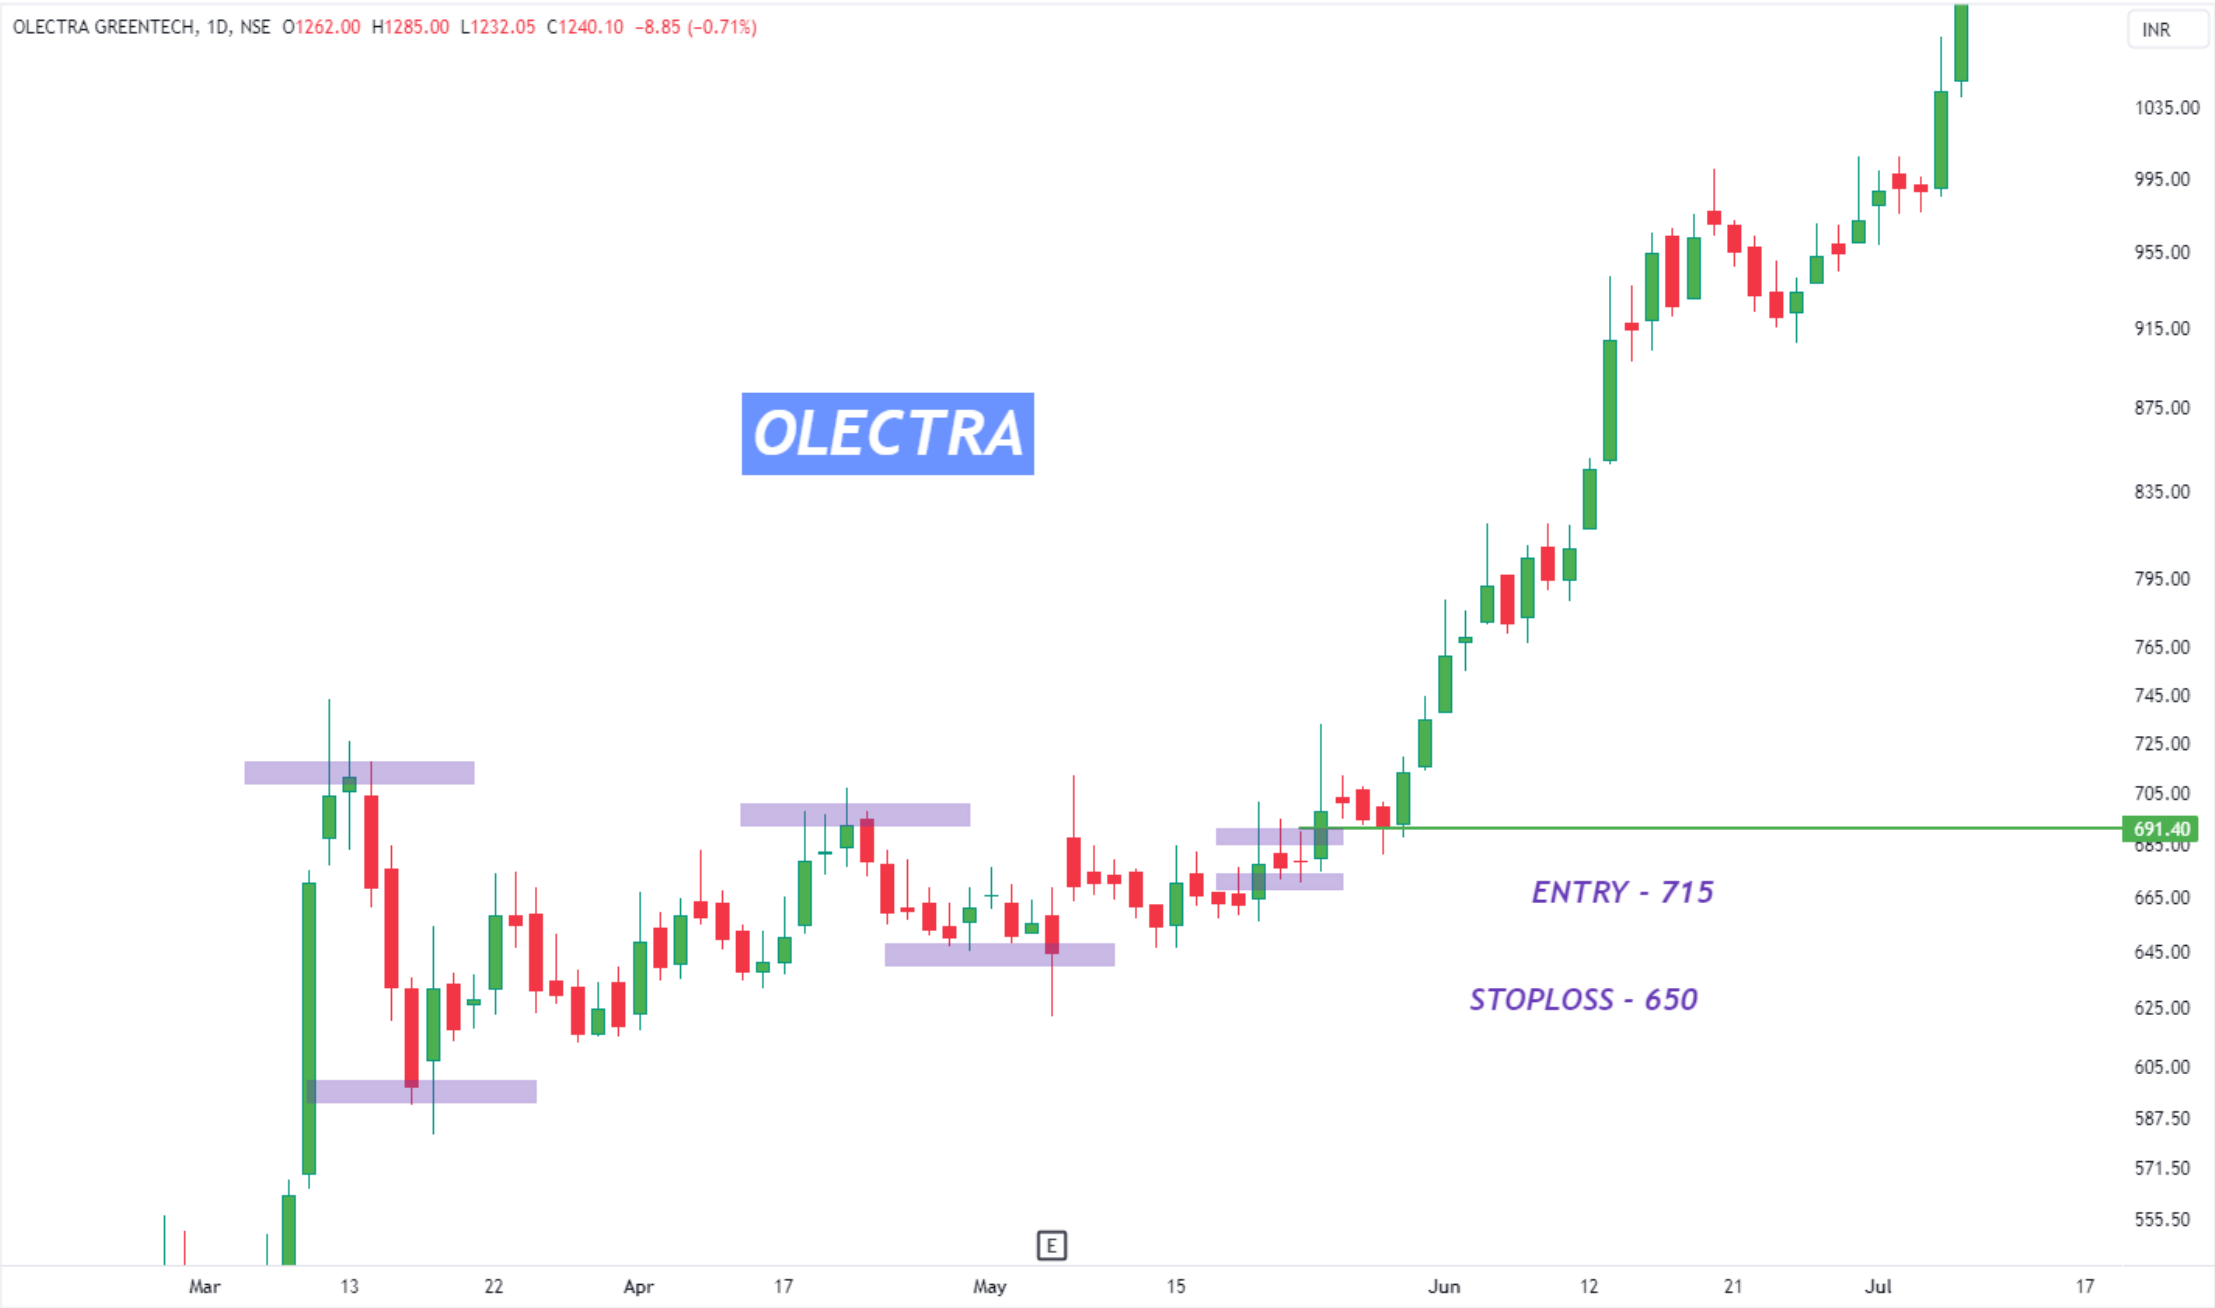 OLECTRA GREENTECH, 1D, NSE O1262.00 H1285.00 L1232.05 C1240.10 −8.85 (−0.71%)
INR
1035.00
995.00
955.00
915.00
875.00
OLECTRA
835.00
795.00
765.00
745.00
725.00
705.00
691.40
685.00
ENTRY - 715
665.00
645.00
STOPLOSS - 650
625.00
605.00
587.50
571.50
555.50
E
Mar 13 22 Apr 17 May 15 Jun 12 21 Jul 17